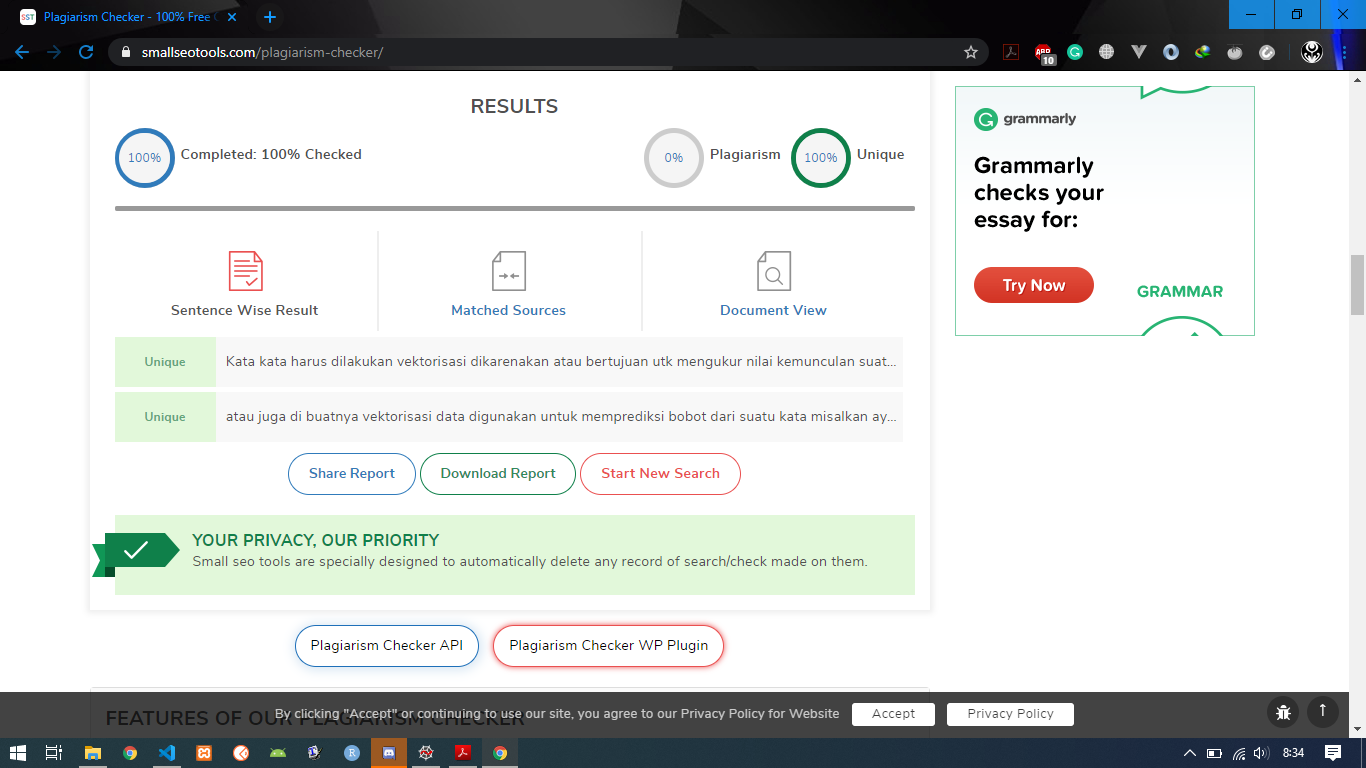 SST Plagiarism Checker - 100% Free
smallseotools.com/plagiarism-checker/
ABP
10
RESULTS
100%
Completed: 100% Checked
0%
Plagiarism
100%
Unique
Sentence Wise Result
Matched Sources
Document View
Unique
Kata kata harus dilakukan vektorisasi dikarenakan atau bertujuan utk mengukur nilai kemunculan suat...
Unique
atau juga di buatnya vektorisasi data digunakan untuk memprediksi bobot dari suatu kata misalkan ay...
Share Report
Download Report
Start New Search
YOUR PRIVACY, OUR PRIORITY
Small seo tools are specially designed to automatically delete any record of search/check made on them.
Plagiarism Checker API
Plagiarism Checker WP Plugin
grammarly
Grammarly
checks your
essay for:
Try Now
GRAMMAR
FEATURES OF OUR PLAGIARISM CHECKER
By clicking "Accept" or continuing to use our site, you agree to our Privacy Policy for Website
Accept
Privacy Policy
8:34